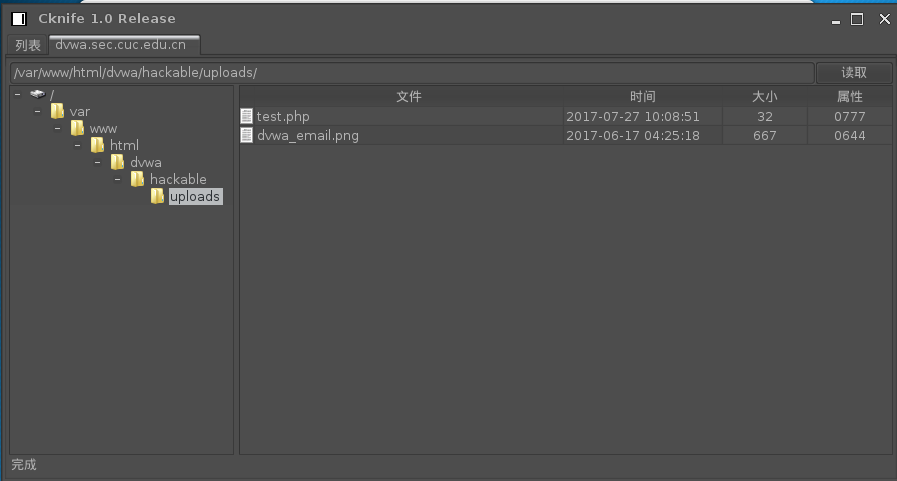 Cknife 1.0 Release
列表 dvwa.sec.cuc.edu.cn
/var/www/html/dvwa/hackable/uploads/ 读取
/
var
www
html
dvwa
hackable
uploads
文件 时间 大小 属性
test.php 2017-07-27 10:08:51 32 0777
dvwa_email.png 2017-06-17 04:25:18 667 0644
完成